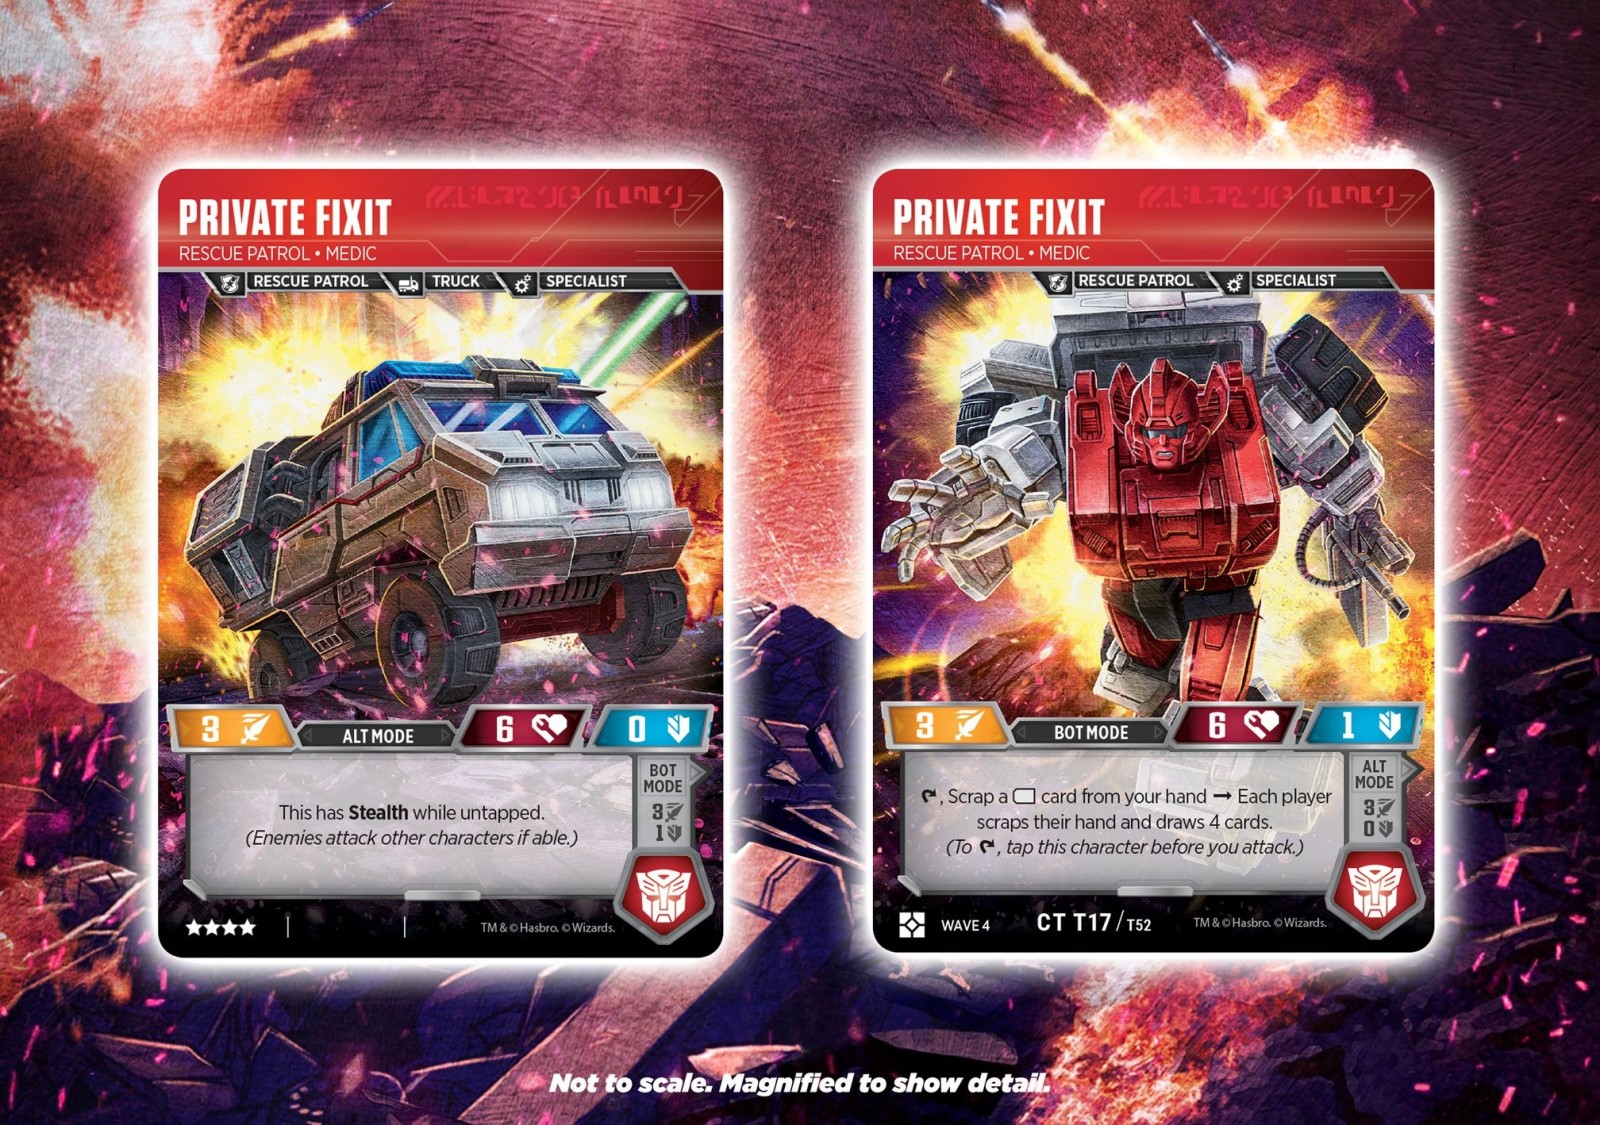 PRIVATE FIXIT
RESCUE PATROL • MEDIC
RESCUE PATROL TRUCK SPECIALIST
3 ALT MODE 6 0
This has Stealth while untapped.
(Enemies attack other characters if able.)
BOT
MODE
3
1
TM & © Hasbro. © Wizards.
PRIVATE FIXIT
RESCUE PATROL • MEDIC
RESCUE PATROL SPECIALIST
3 BOT MODE 6 1
, Scrap a card from your hand → Each player
scraps their hand and draws 4 cards.
(To , tap this character before you attack.)
ALT
MODE
3
0
WAVE 4 CT T17/T52 TM & © Hasbro. © Wizards.
Not to scale. Magnified to show detail.